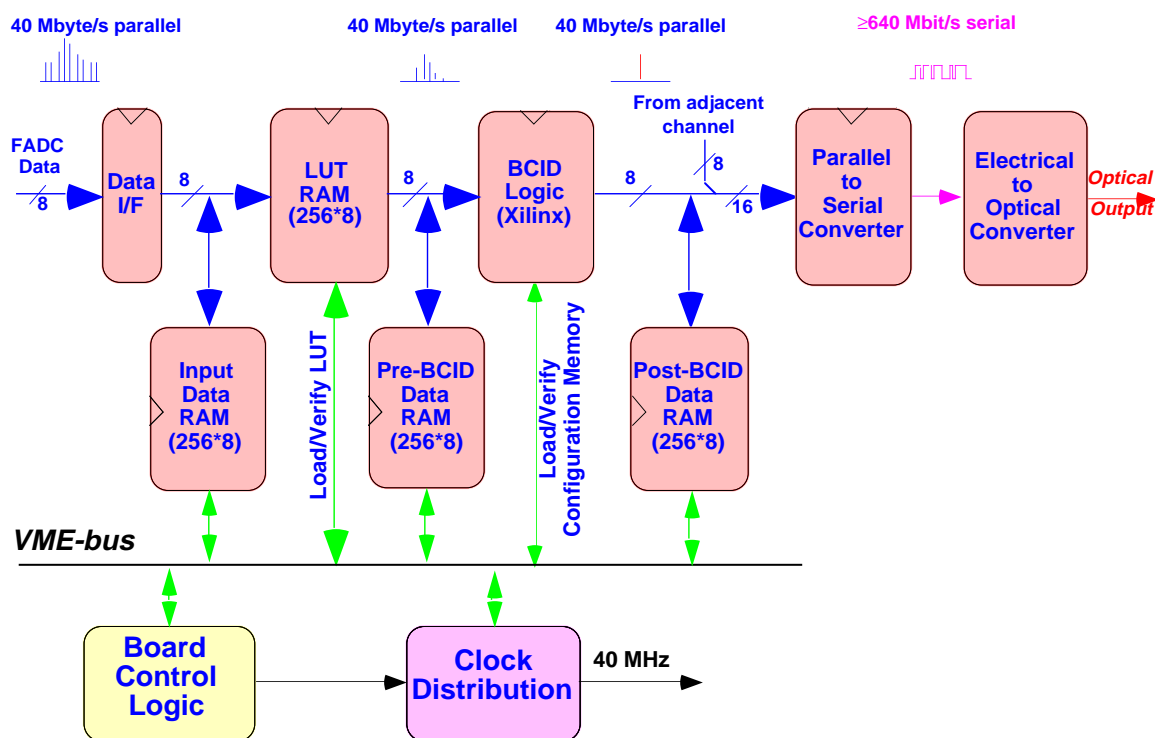 40 Mbyte/s parallel
40 Mbyte/s parallel
40 Mbyte/s parallel
≥640 Mbit/s serial
From adjacent
channel
FADC
Data
8
Data
I/F
8
LUT
RAM
(256*8)
8
BCID
Logic
(Xilinx)
8
8
16
Parallel
to
Serial
Converter
Electrical
to
Optical
Converter
Optical
Output
Input
Data
RAM
(256*8)
Load/Verify LUT
Pre-BCID
Data
RAM
(256*8)
Load/Verify
Configuration Memory
Post-BCID
Data
RAM
(256*8)
VME-bus
Board
Control
Logic
Clock
Distribution
40 MHz